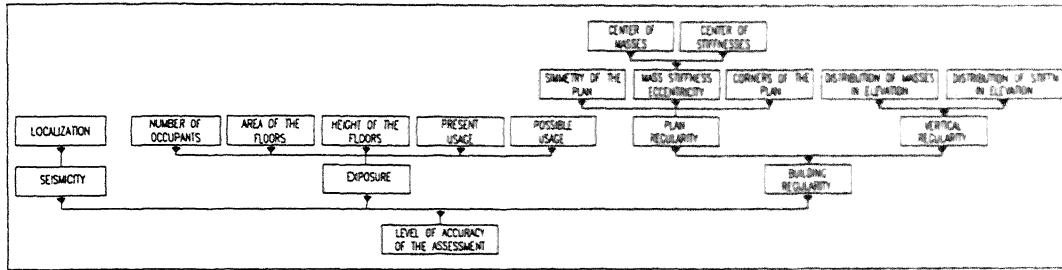 CENTER OF
MASSES
CENTER OF
STIFFNESSES
SIMMETRY OF THE
PLAN
MASS STIFFNESS
ECCENTRICITY
CORNERS OF THE
PLAN
DISTRIBUTION OF MASSES
IN ELEVATION
DISTRIBUTION OF STIFFN
IN ELEVATION
LOCALIZATION
NUMBER OF
OCCUPANTS
AREA OF THE
FLOORS
HEIGHT OF THE
FLOORS
PRESENT
USAGE
POSSIBLE
USAGE
PLAN
REGULARITY
VERTICAL
REGULARITY
SEISMICITY
EXPOSURE
BUILDING
REGULARITY
LEVEL OF ACCURACY
OF THE ASSESSMENT